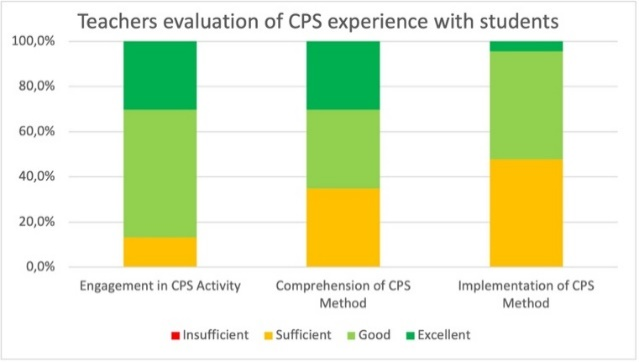 Teachers evaluation of CPS experience with students
100,0%
80,0%
60,0%
40,0%
20,0%
0,0%
Engagement in CPS Activity
Comprehension of CPS
Method
Implementation of CPS
Method
Insufficient Sufficient Good Excellent